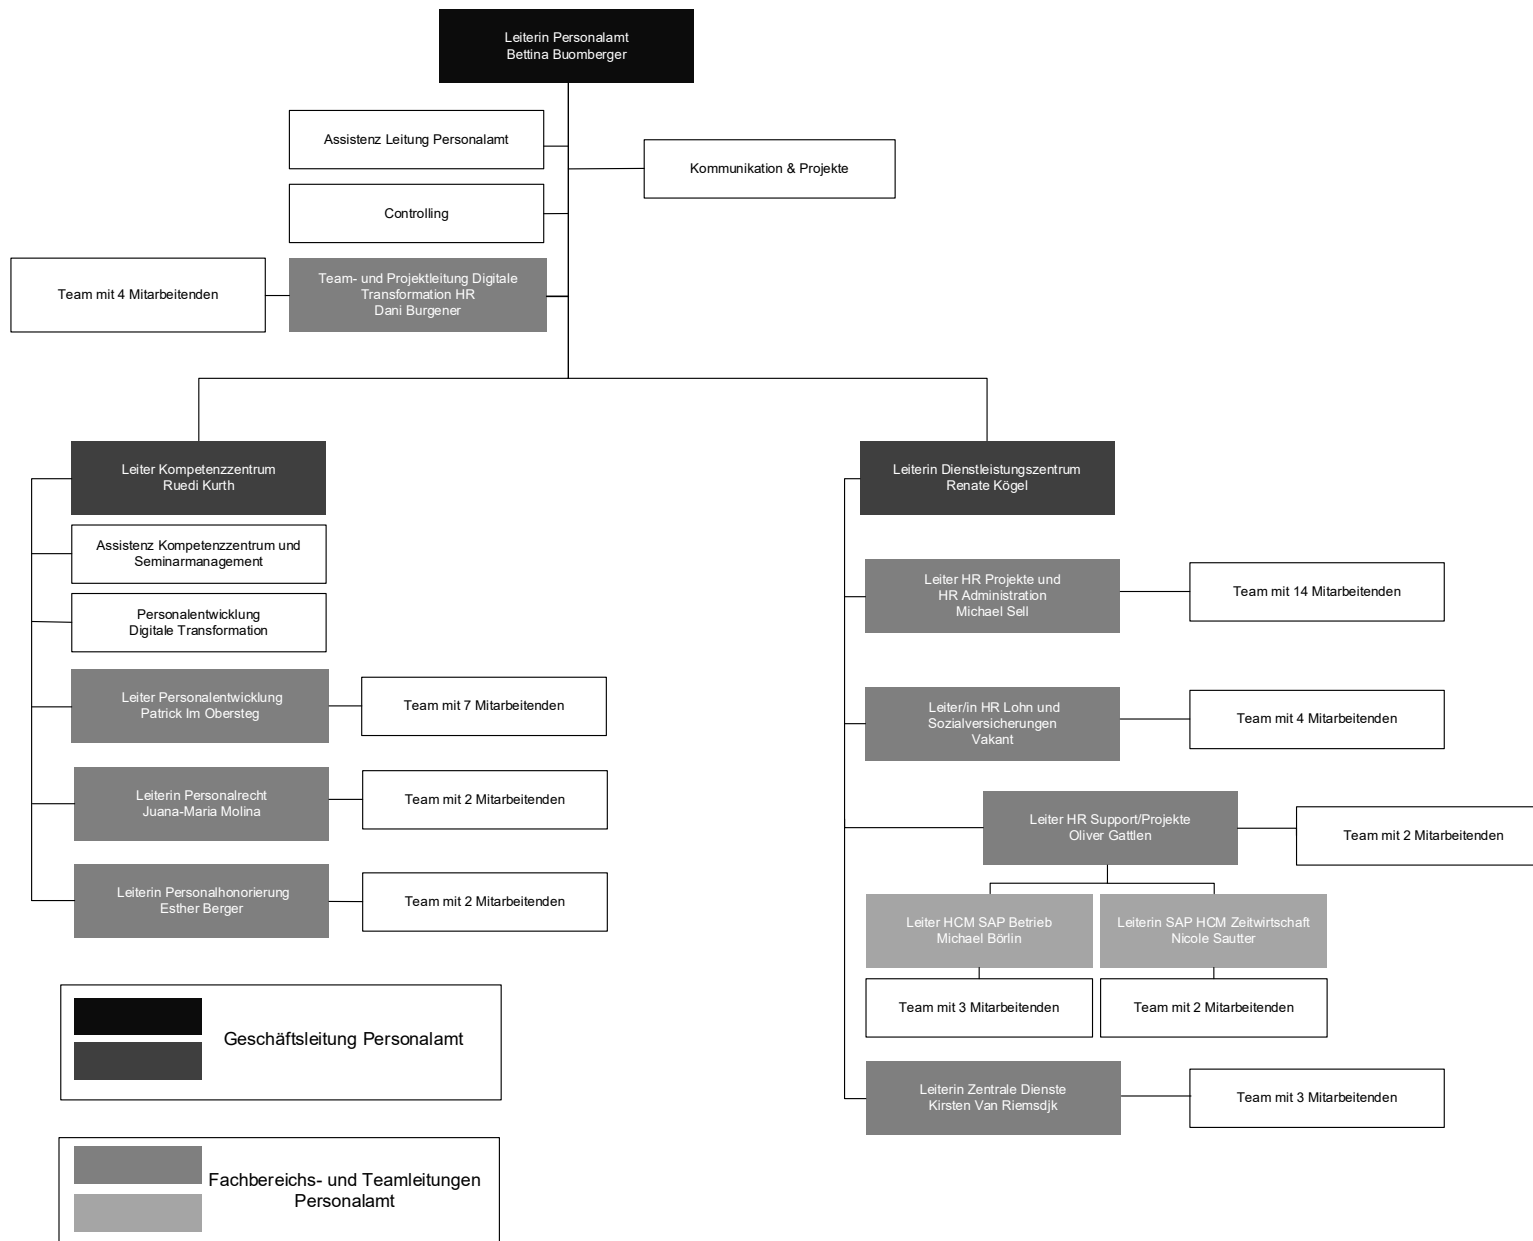 Leiterin Personalamt
Bettina Buomberger
Assistenz Leitung Personalamt
Kommunikation & Projekte
Controlling
Team mit 4 Mitarbeitenden
Team- und Projektleitung Digitale
Transformation HR
Dani Burgener
Leiter Kompetenzzentrum
Ruedi Kurth
Assistenz Kompetenzzentrum und
Seminarmanagement
Personalentwicklung
Digitale Transformation
Leiter Personalentwicklung
Patrick Im Obersteg
Team mit 7 Mitarbeitenden
Leiterin Personalrecht
Juana-Maria Molina
Team mit 2 Mitarbeitenden
Leiterin Personalhonorierung
Esther Berger
Team mit 2 Mitarbeitenden
Leiterin Dienstleistungszentrum
Renate Kögel
Leiter HR Projekte und
HR Administration
Michael Sell
Team mit 14 Mitarbeitenden
Leiter/in HR Lohn und
Sozialversicherungen
Vakant
Team mit 4 Mitarbeitenden
Leiter HR Support/Projekte
Oliver Gattlen
Team mit 2 Mitarbeitenden
Leiter HCM SAP Betrieb
Michael Börlin
Leiterin SAP HCM Zeitwirtschaft
Nicole Sautter
Team mit 3 Mitarbeitenden
Team mit 2 Mitarbeitenden
Leiterin Zentrale Dienste
Kirsten Van Riemsdjk
Team mit 3 Mitarbeitenden
Geschäftsleitung Personalamt
Fachbereichs- und Teamleitungen
Personalamt